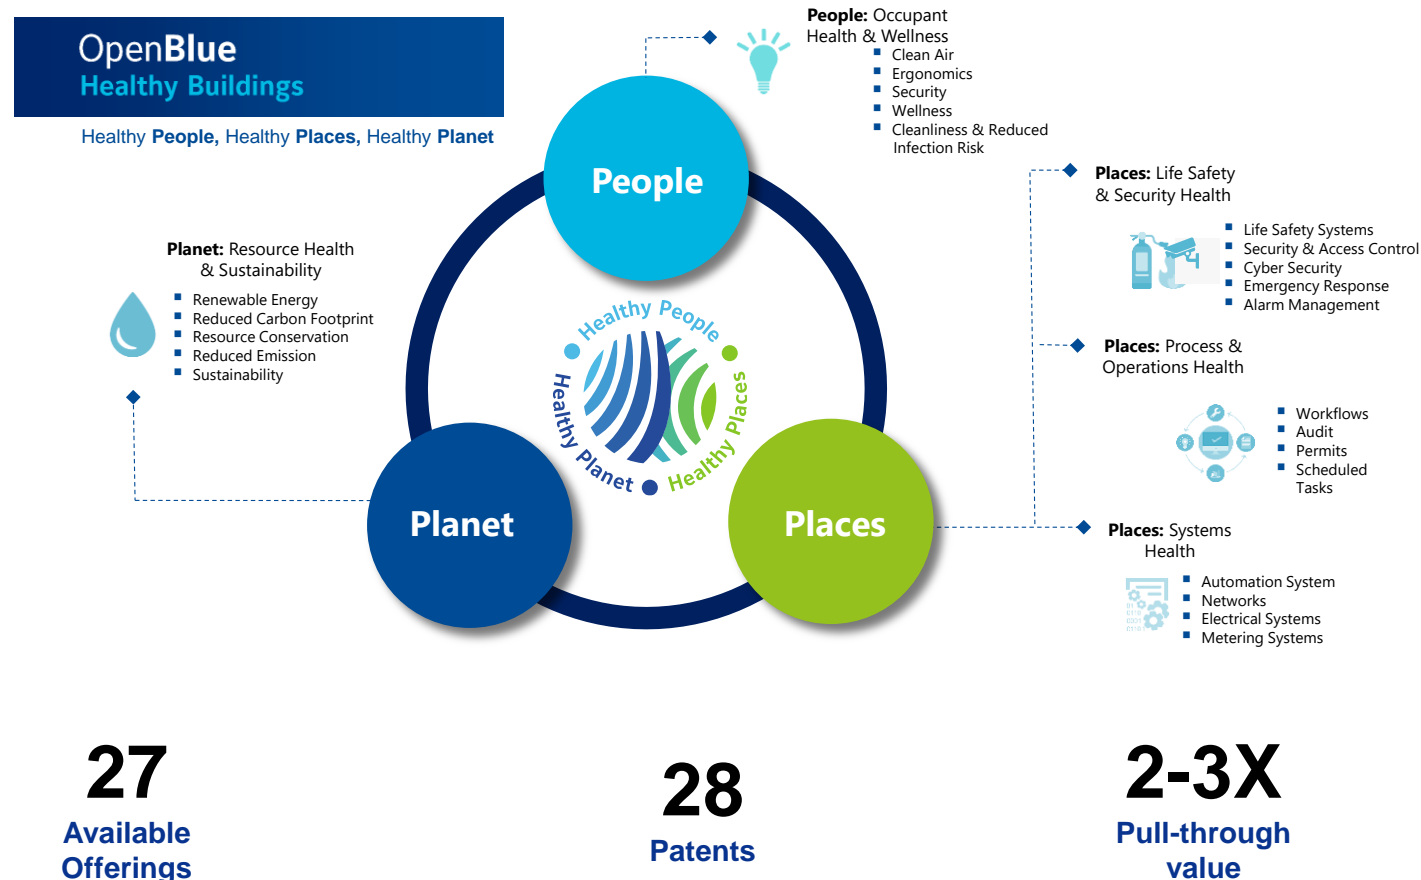 OpenBlue
Healthy Buildings
Healthy People, Healthy Places, Healthy Planet
People: Occupant
Health & Wellness
Clean Air
Ergonomics
Security
Wellness
Cleanliness & Reduced
Infection Risk
People
Places: Life Safety
& Security Health
Life Safety Systems
Security & Access Control
Cyber Security
Emergency Response
Alarm Management
Planet: Resource Health
& Sustainability
Renewable Energy
Reduced Carbon Footprint
Resource Conservation
Reduced Emission
Sustainability
Healthy People
Healthy Places
Healthy Planet
Places: Process &
Operations Health
Workflows
Audit
Permits
Scheduled
Tasks
Planet
Places
Places: Systems
Health
Automation System
Networks
Electrical Systems
Metering Systems
27
Available
Offerings
28
Patents
2-3X
Pull-through
value